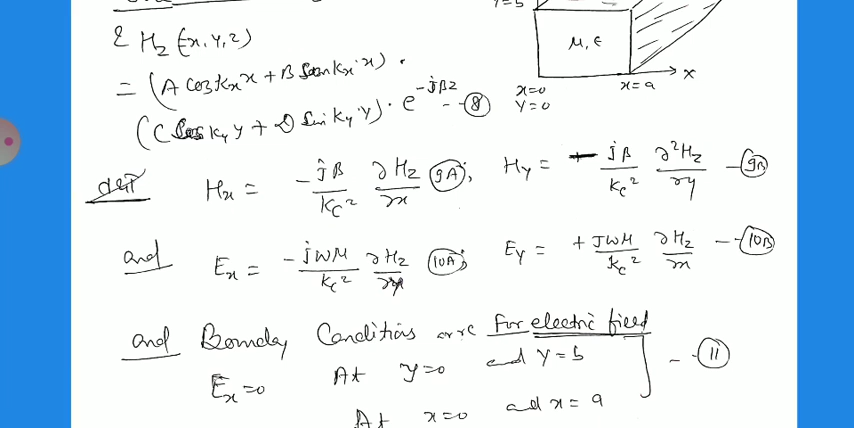 Y=b
& Hz (x, y, z)
= (A cos kx x + B sin kx x) .
(C cos ky y + D sin ky y) . e^-jβz -- ⑧
μ, ε
x=0
y=0
x=a
x
Hx = -jβ/kc² ∂Hz/∂x (9A), Hy = - jβ/kc² ∂²Hz/∂y - (9B)
and Ex = -jωμ/kc² ∂Hz/∂y (10A), Ey = + jωμ/kc² ∂Hz/∂x -- (10B)
and Conditions are For electric field
Ex=0 At y=0 and y=b
At x=0 and x=a -- (11)